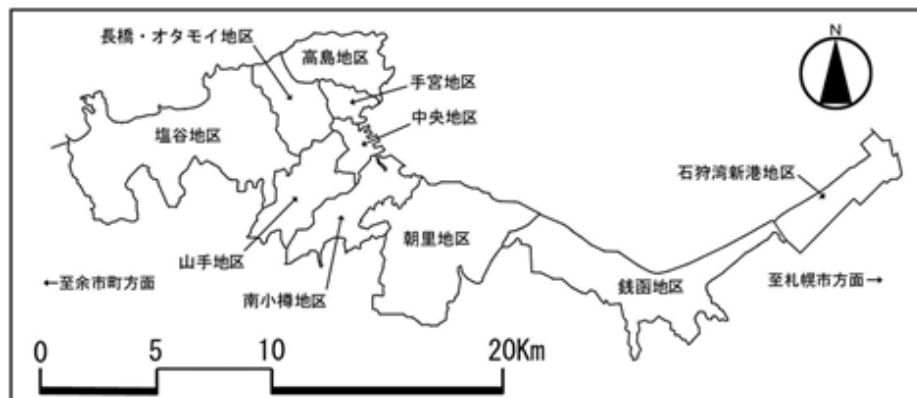 長橋・オタモイ地区
高島地区
N
手宮地区
中央地区
塩谷地区
石狩湾新港地区
朝里地区
山手地区
←至余市町方面
南小樽地区
銭函地区
至札幌市方面→
0 5 10 20Km